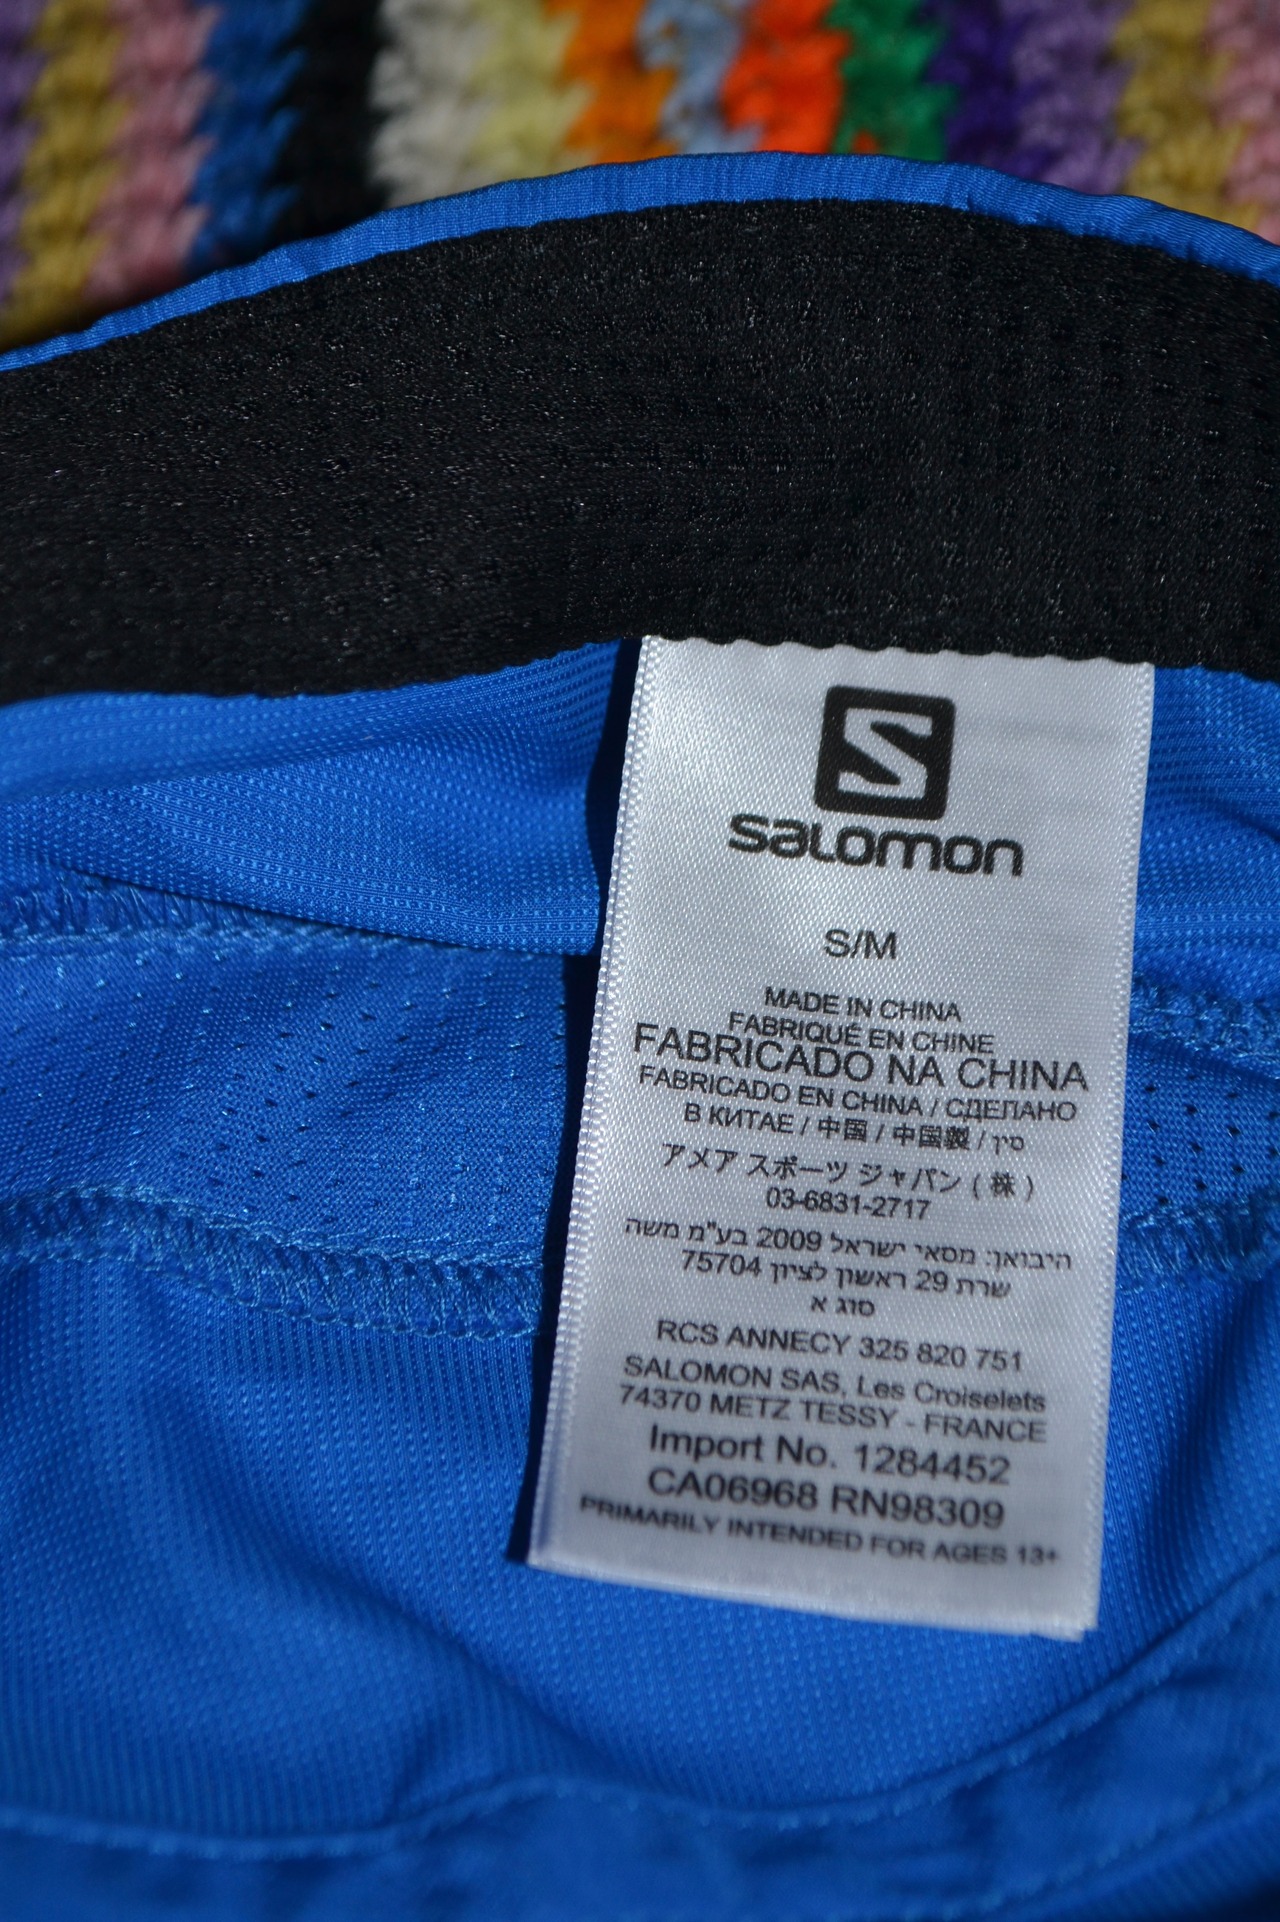 S
SALOMON
S/M
MADE IN CHINA
FABRIQUÉ EN CHINE
FABRICADO NA CHINA
FABRICADO EN CHINA / СДЕЛАНО
В КИТАЕ / 中国 / 中国製 / סין
アメア スポーツ ジャパン ( 株 )
03-6831-2717
היבואן: מסאי ישראל 2009 בע"מ משה
שרת 29 ראשון לציון 75704
סוג א
RCS ANNECY 325 820 751
SALOMON SAS, Les Croiselets
74370 METZ TESSY - FRANCE
Import No. 1284452
CA06968 RN98309
PRIMARILY INTENDED FOR AGES 13+